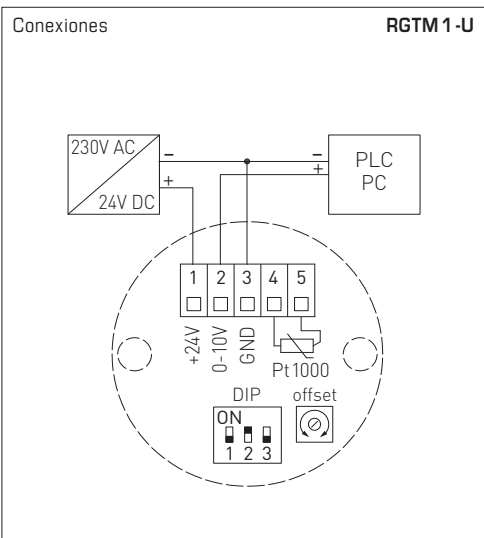 Conexiones RGTM 1-U
230V AC
24V DC
–
+
–
+
PLC
PC
1 2 3 4 5
+24V
0-10V
GND
Pt1000
DIP
offset
ON
1 2 3